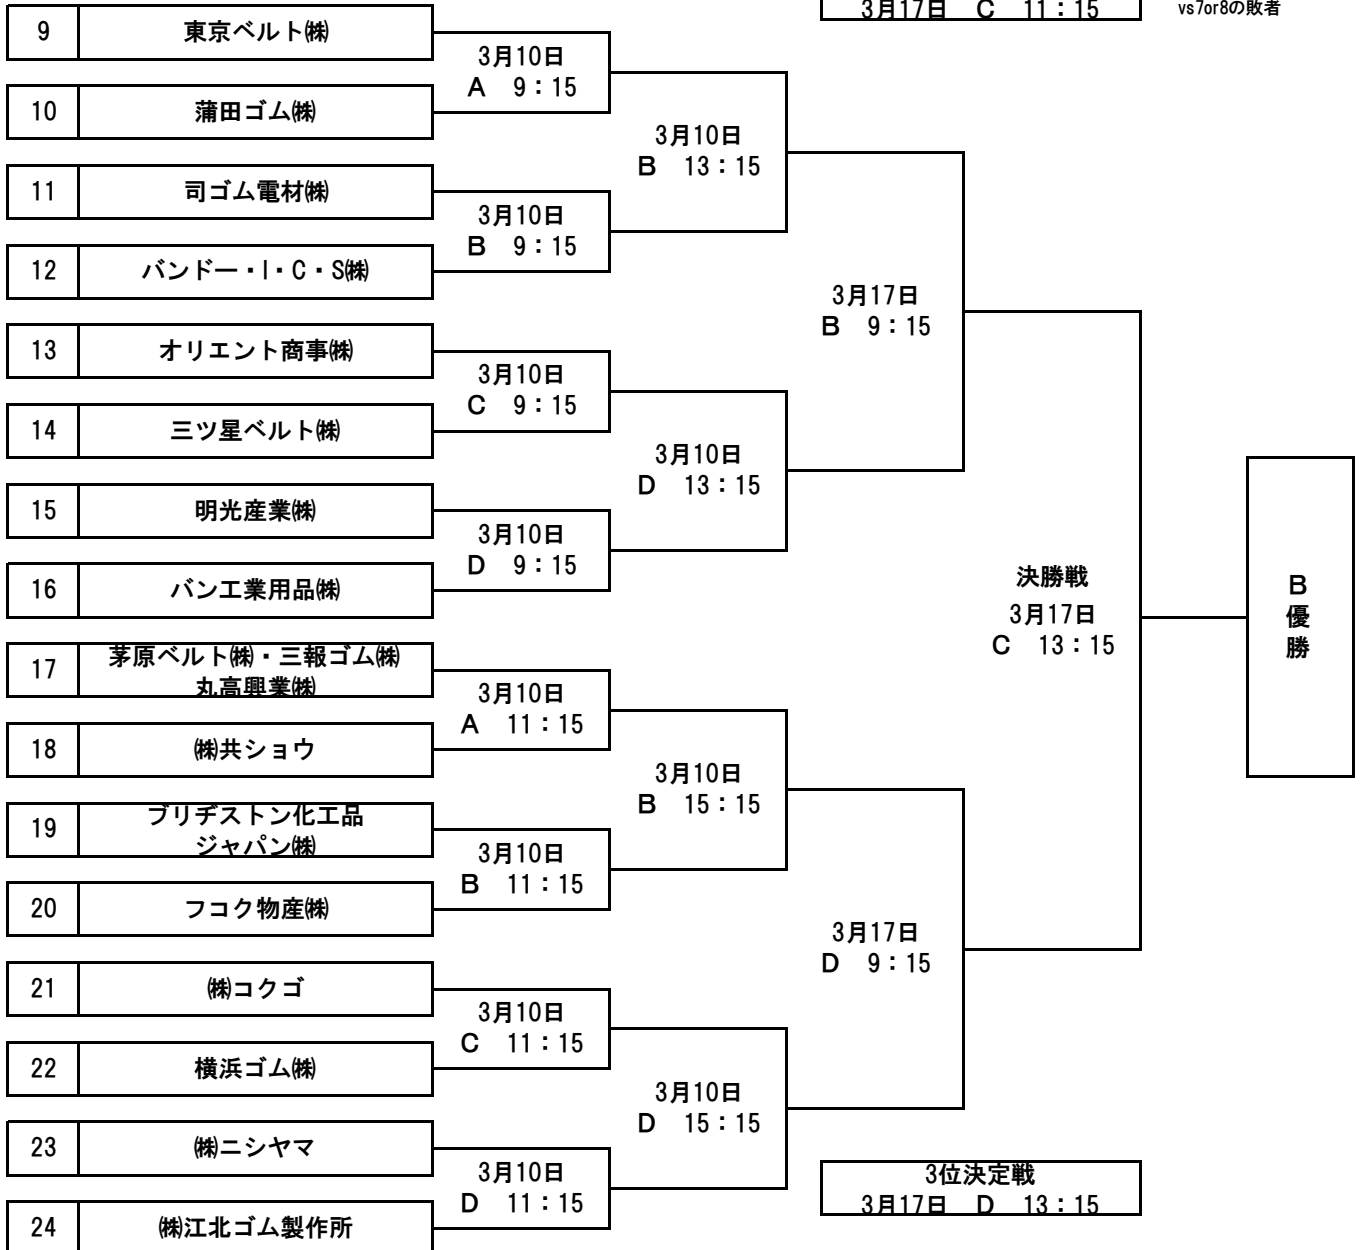 3月17日 C 11：15
vs7or8の敗者
9 東京ベルト㈱
3月10日
A 9：15
10 蒲田ゴム㈱
3月10日
B 13：15
11 司ゴム電材㈱
3月10日
B 9：15
12 バンドー・I・C・S㈱
3月17日
B 9：15
13 オリエント商事㈱
3月10日
C 9：15
14 三ツ星ベルト㈱
3月10日
D 13：15
15 明光産業㈱
3月10日
D 9：15
16 バン工業用品㈱
決勝戦
3月17日
C 13：15
B
優
勝
17 茅原ベルト㈱・三報ゴム㈱
丸高興業㈱
3月10日
A 11：15
18 ㈱共ショウ
3月10日
B 15：15
19 ブリヂストン化工品
ジャパン㈱
3月10日
B 11：15
20 フコク物産㈱
3月17日
D 9：15
21 ㈱コクゴ
3月10日
C 11：15
22 横浜ゴム㈱
3月10日
D 15：15
23 ㈱ニシヤマ
3月10日
D 11：15
24 ㈱江北ゴム製作所
3位決定戦
3月17日 D 13：15